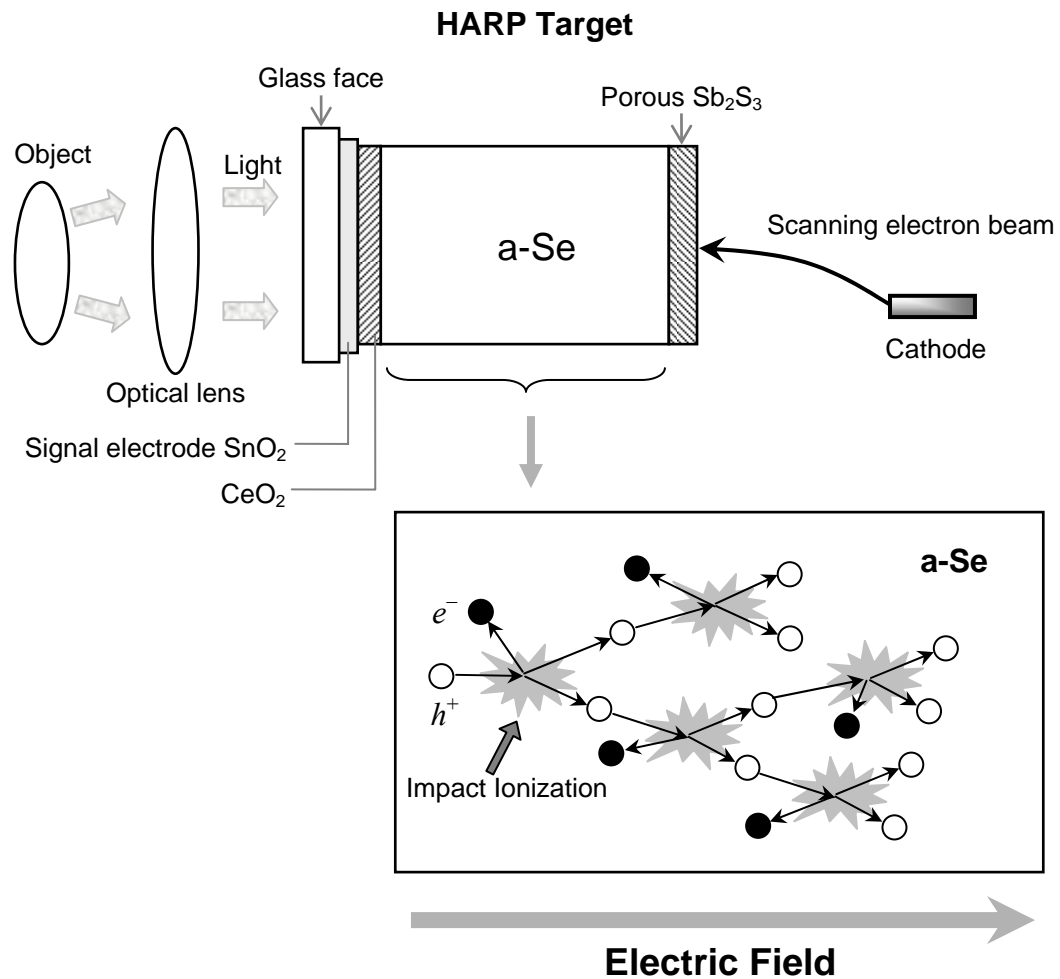 HARP Target
Glass face
Porous Sb₂S₃
Object
Light
Scanning electron beam
a-Se
Cathode
Optical lens
Signal electrode SnO₂
CeO₂
a-Se
e⁻
h⁺
Impact Ionization
Electric Field